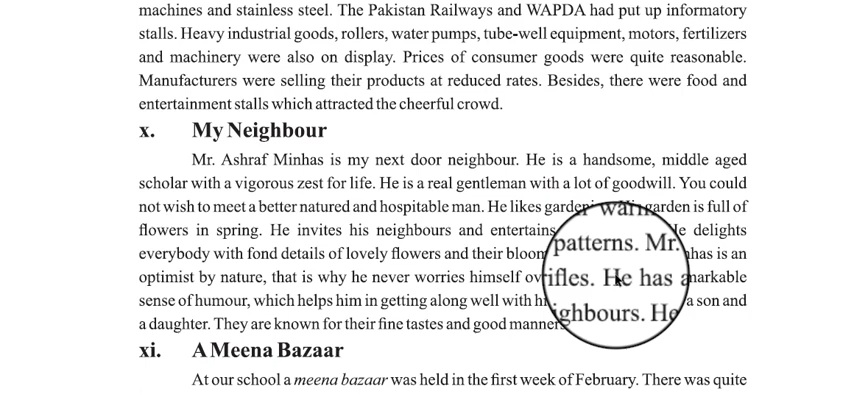 machines and stainless steel. The Pakistan Railways and WAPDA had put up informatory
stalls. Heavy industrial goods, rollers, water pumps, tube-well equipment, motors, fertilizers
and machinery were also on display. Prices of consumer goods were quite reasonable.
Manufacturers were selling their products at reduced rates. Besides, there were food and
entertainment stalls which attracted the cheerful crowd.
x. My Neighbour
Mr. Ashraf Minhas is my next door neighbour. He is a handsome, middle aged
scholar with a vigorous zest for life. He is a real gentleman with a lot of goodwill. You could
not wish to meet a better natured and hospitable man. He likes garden is full of
flowers in spring. He invites his neighbours and entertains delights
everybody with fond details of lovely flowers and their patterns. Mr. is an
optimist by nature, that is why he never worries himself He has
sense of humour, which helps him in getting along well with He a son and
a daughter. They are known for their fine tastes and good
xi. A Meena Bazaar
At our school a meena bazaar was held in the first week of February. There was quite